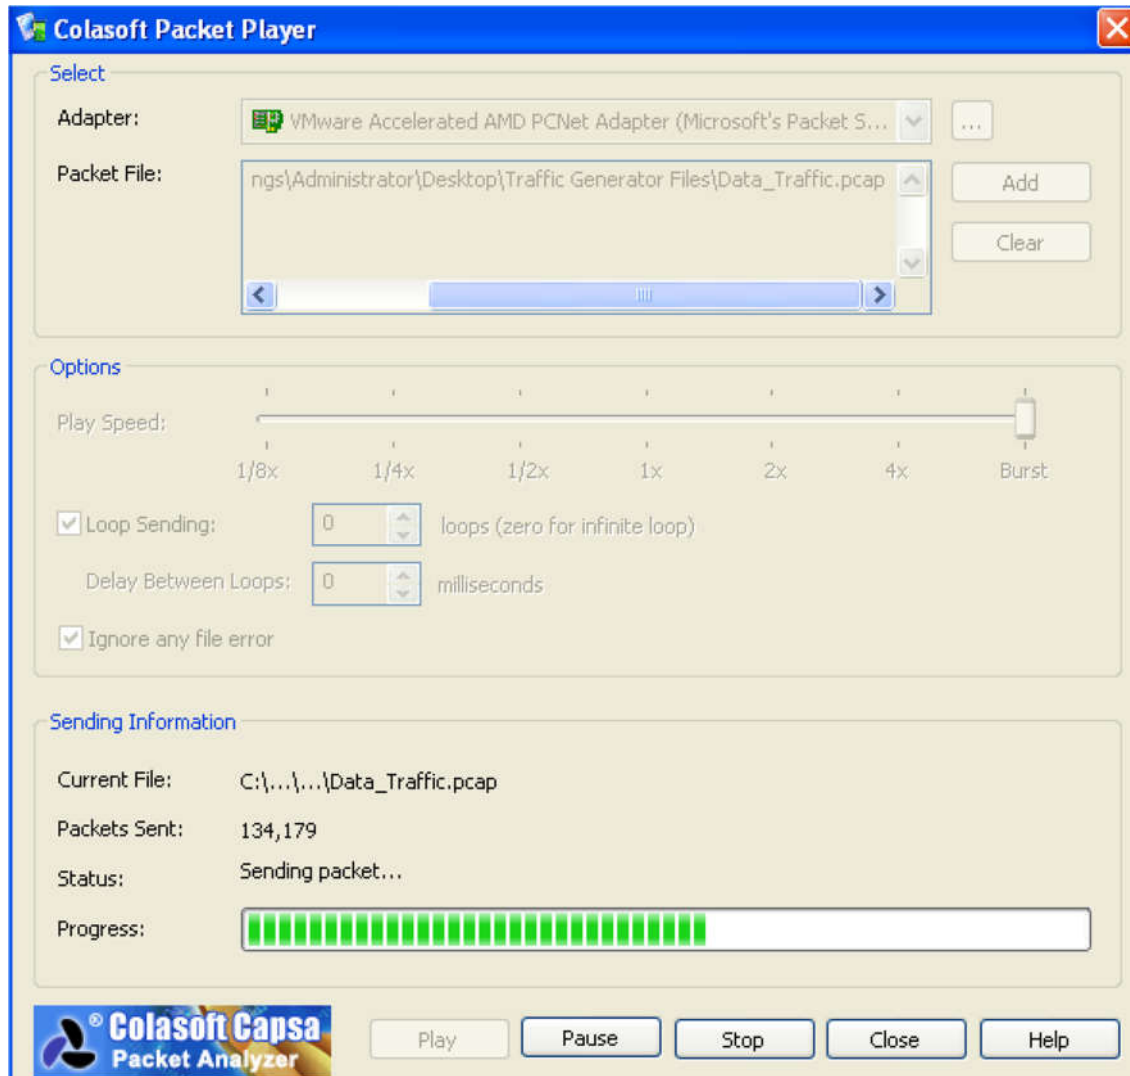 Colasoft Packet Player
Select
Adapter: VMware Accelerated AMD PCNet Adapter (Microsoft's Packet S... ...
Packet File: ngs\Administrator\Desktop\Traffic Generator Files\Data_Traffic.pcap Add
Clear
Options
Play Speed:
1/8x 1/4x 1/2x 1x 2x 4x Burst
Loop Sending: 0 loops (zero for infinite loop)
Delay Between Loops: 0 milliseconds
Ignore any file error
Sending Information
Current File: C:\...\...\Data_Traffic.pcap
Packets Sent: 134,179
Status: Sending packet...
Progress:
® Colasoft Capsa
Packet Analyzer
Play Pause Stop Close Help